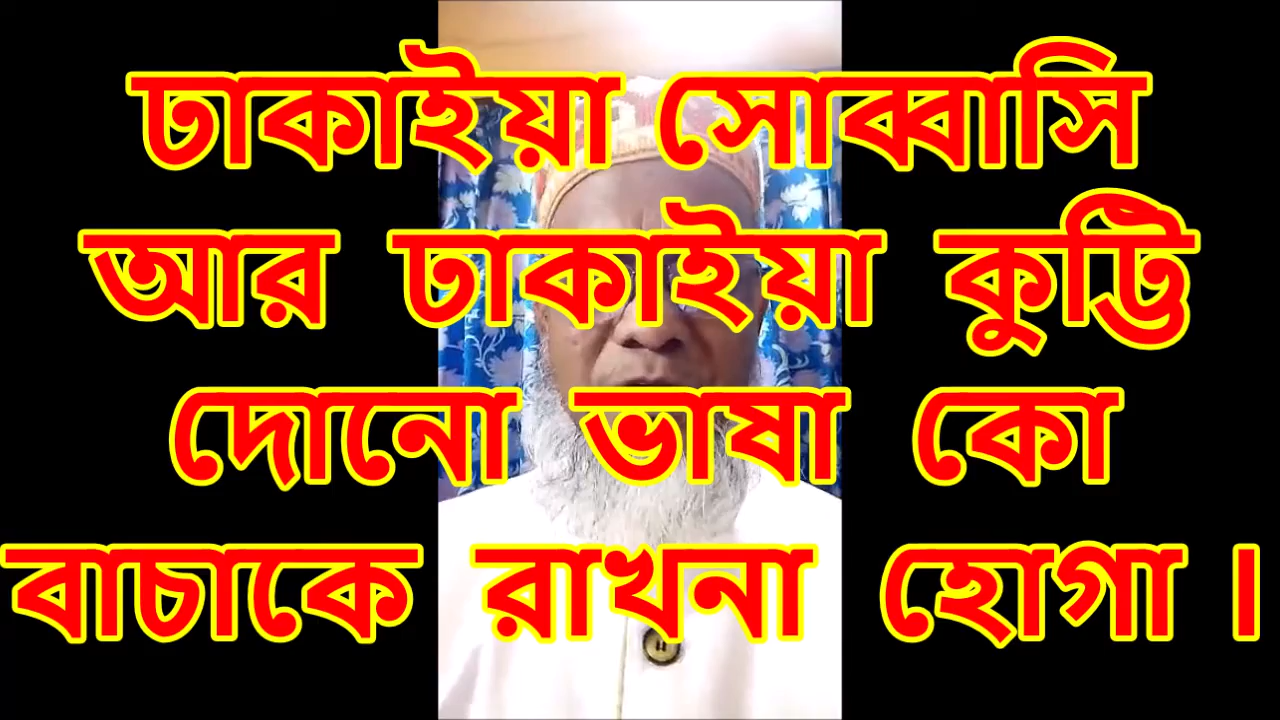 ঢাকাইয়া সোব্বাসি
আর ঢাকাইয়া কুট্টি
দোনো ভাষা কো
বাচাকে রাখনা হোগা ।